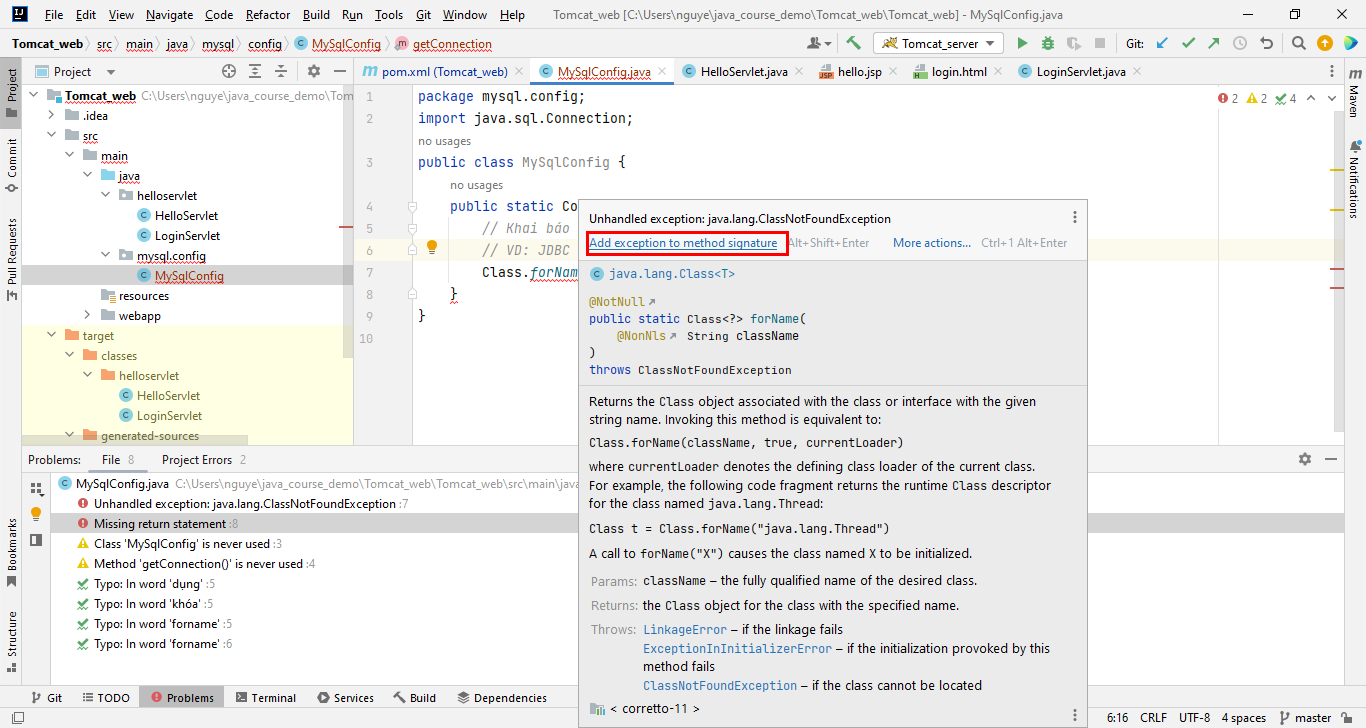 File Edit View Navigate Code Refactor Build Run Tools Git Window Help Tomcat_web [C:\Users\nguye\java_course_demo\Tomcat_web\Tomcat_web] - MySqlConfig.java
Tomcat_web src main java mysql config MySqlConfig getConnection Tomcat_server Git:
Project
pom.xml (Tomcat_web) MySqlConfig.java HelloServlet.java hello.jsp login.html LoginServlet.java
Tomcat_web C:\Users\nguye\java_course_demo\Tom
.idea
src
main
java
helloservlet
HelloServlet
LoginServlet
mysql.config
MySqlConfig
resources
webapp
target
classes
helloservlet
HelloServlet
LoginServlet
generated-sources
1 package mysql.config;
2 import java.sql.Connection;
no usages
3 public class MySqlConfig {
no usages
4 public static Co
5 // Khai báo
6 // VD: JDBC
7 Class.forNam
8 }
9 }
10
2 2 4
Unhandled exception: java.lang.ClassNotFoundException
Add exception to method signature Alt+Shift+Enter More actions... Ctrl+1 Alt+Enter
java.lang.Class<T>
@NotNull
public static Class<?> forName(
@NonNls String className
)
throws ClassNotFoundException
Returns the Class object associated with the class or interface with the given
string name. Invoking this method is equivalent to:
Class.forName(className, true, currentLoader)
where currentLoader denotes the defining class loader of the current class.
For example, the following code fragment returns the runtime Class descriptor
for the class named java.lang.Thread:
Class t = Class.forName("java.lang.Thread")
A call to forName("X") causes the class named X to be initialized.
Params: className – the fully qualified name of the desired class.
Returns: the Class object for the class with the specified name.
Throws: LinkageError – if the linkage fails
ExceptionInInitializerError – if the initialization provoked by this
method fails
ClassNotFoundException – if the class cannot be located
< corretto-11 >
Problems: File 8 Project Errors 2
MySqlConfig.java C:\Users\nguye\java_course_demo\Tomcat_web\Tomcat_web\src\main\java
Unhandled exception: java.lang.ClassNotFoundException :7
Missing return statement :8
Class 'MySqlConfig' is never used :3
Method 'getConnection()' is never used :4
Typo: In word 'dụng' :5
Typo: In word 'khóa' :5
Typo: In word 'forname' :5
Typo: In word 'forname' :6
Git TODO Problems Terminal Services Build Dependencies
6:16 CRLF UTF-8 4 spaces master
Project
Commit
Pull Requests
Bookmarks
Structure
m
Maven
Notifications